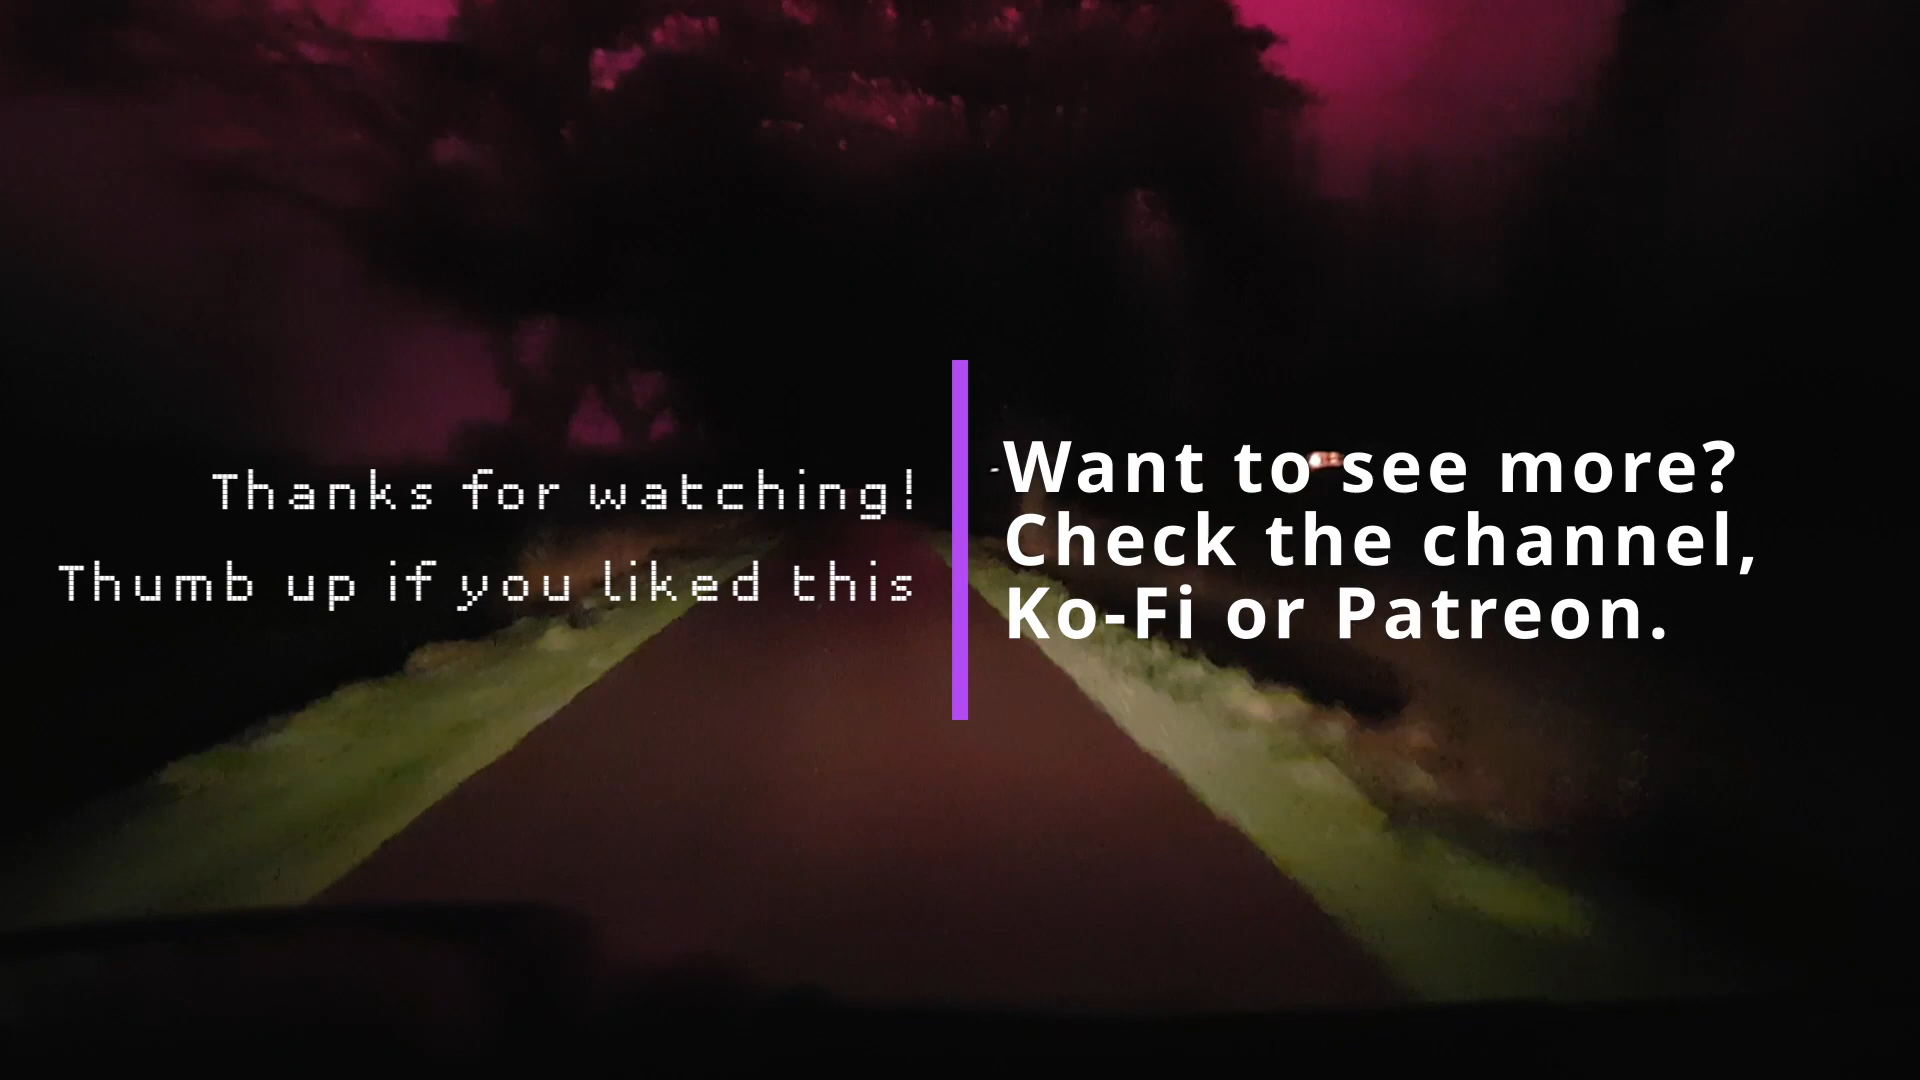 Thanks for watching!
Thumb up if you liked this
Want to see more?
Check the channel,
Ko-Fi or Patreon.